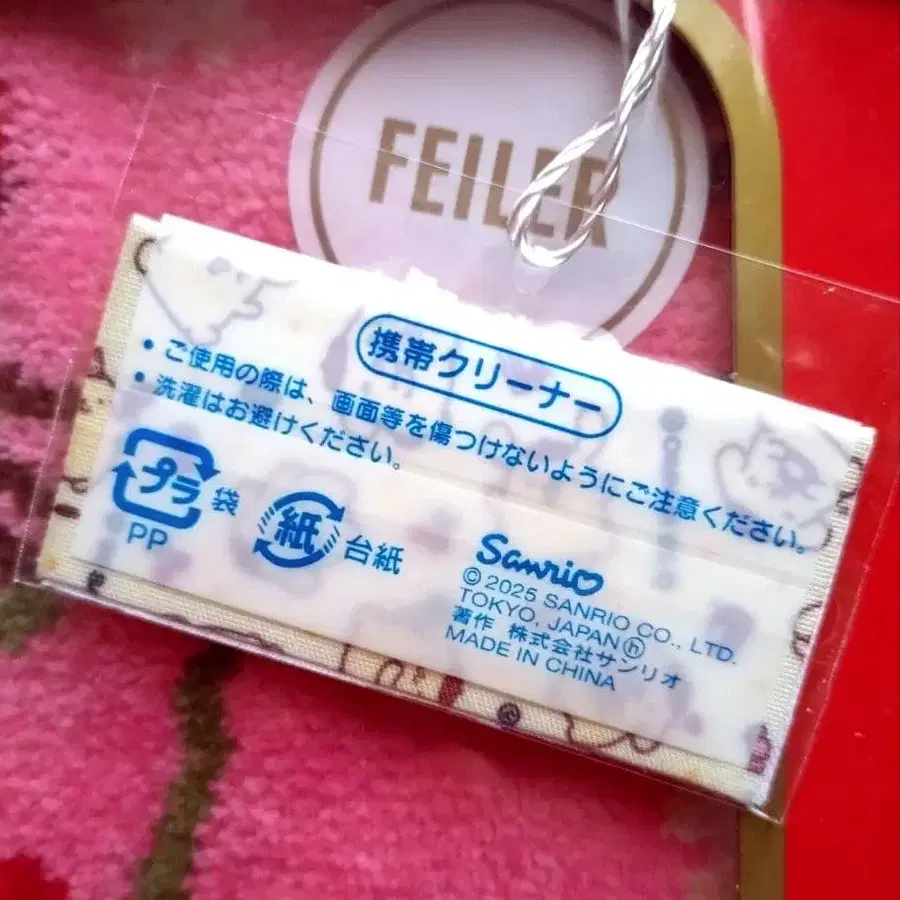 FEILER
携帯クリーナー
・ご使用の際は、画面等を傷つけないようにご注意ください。
・洗濯はお避けください。
プラ 袋
PP
紙 台紙
Sanrio
© 2025 SANRIO CO., LTD.
TOKYO, JAPAN ⓗ
著作 株式会社サンリオ
MADE IN CHINA